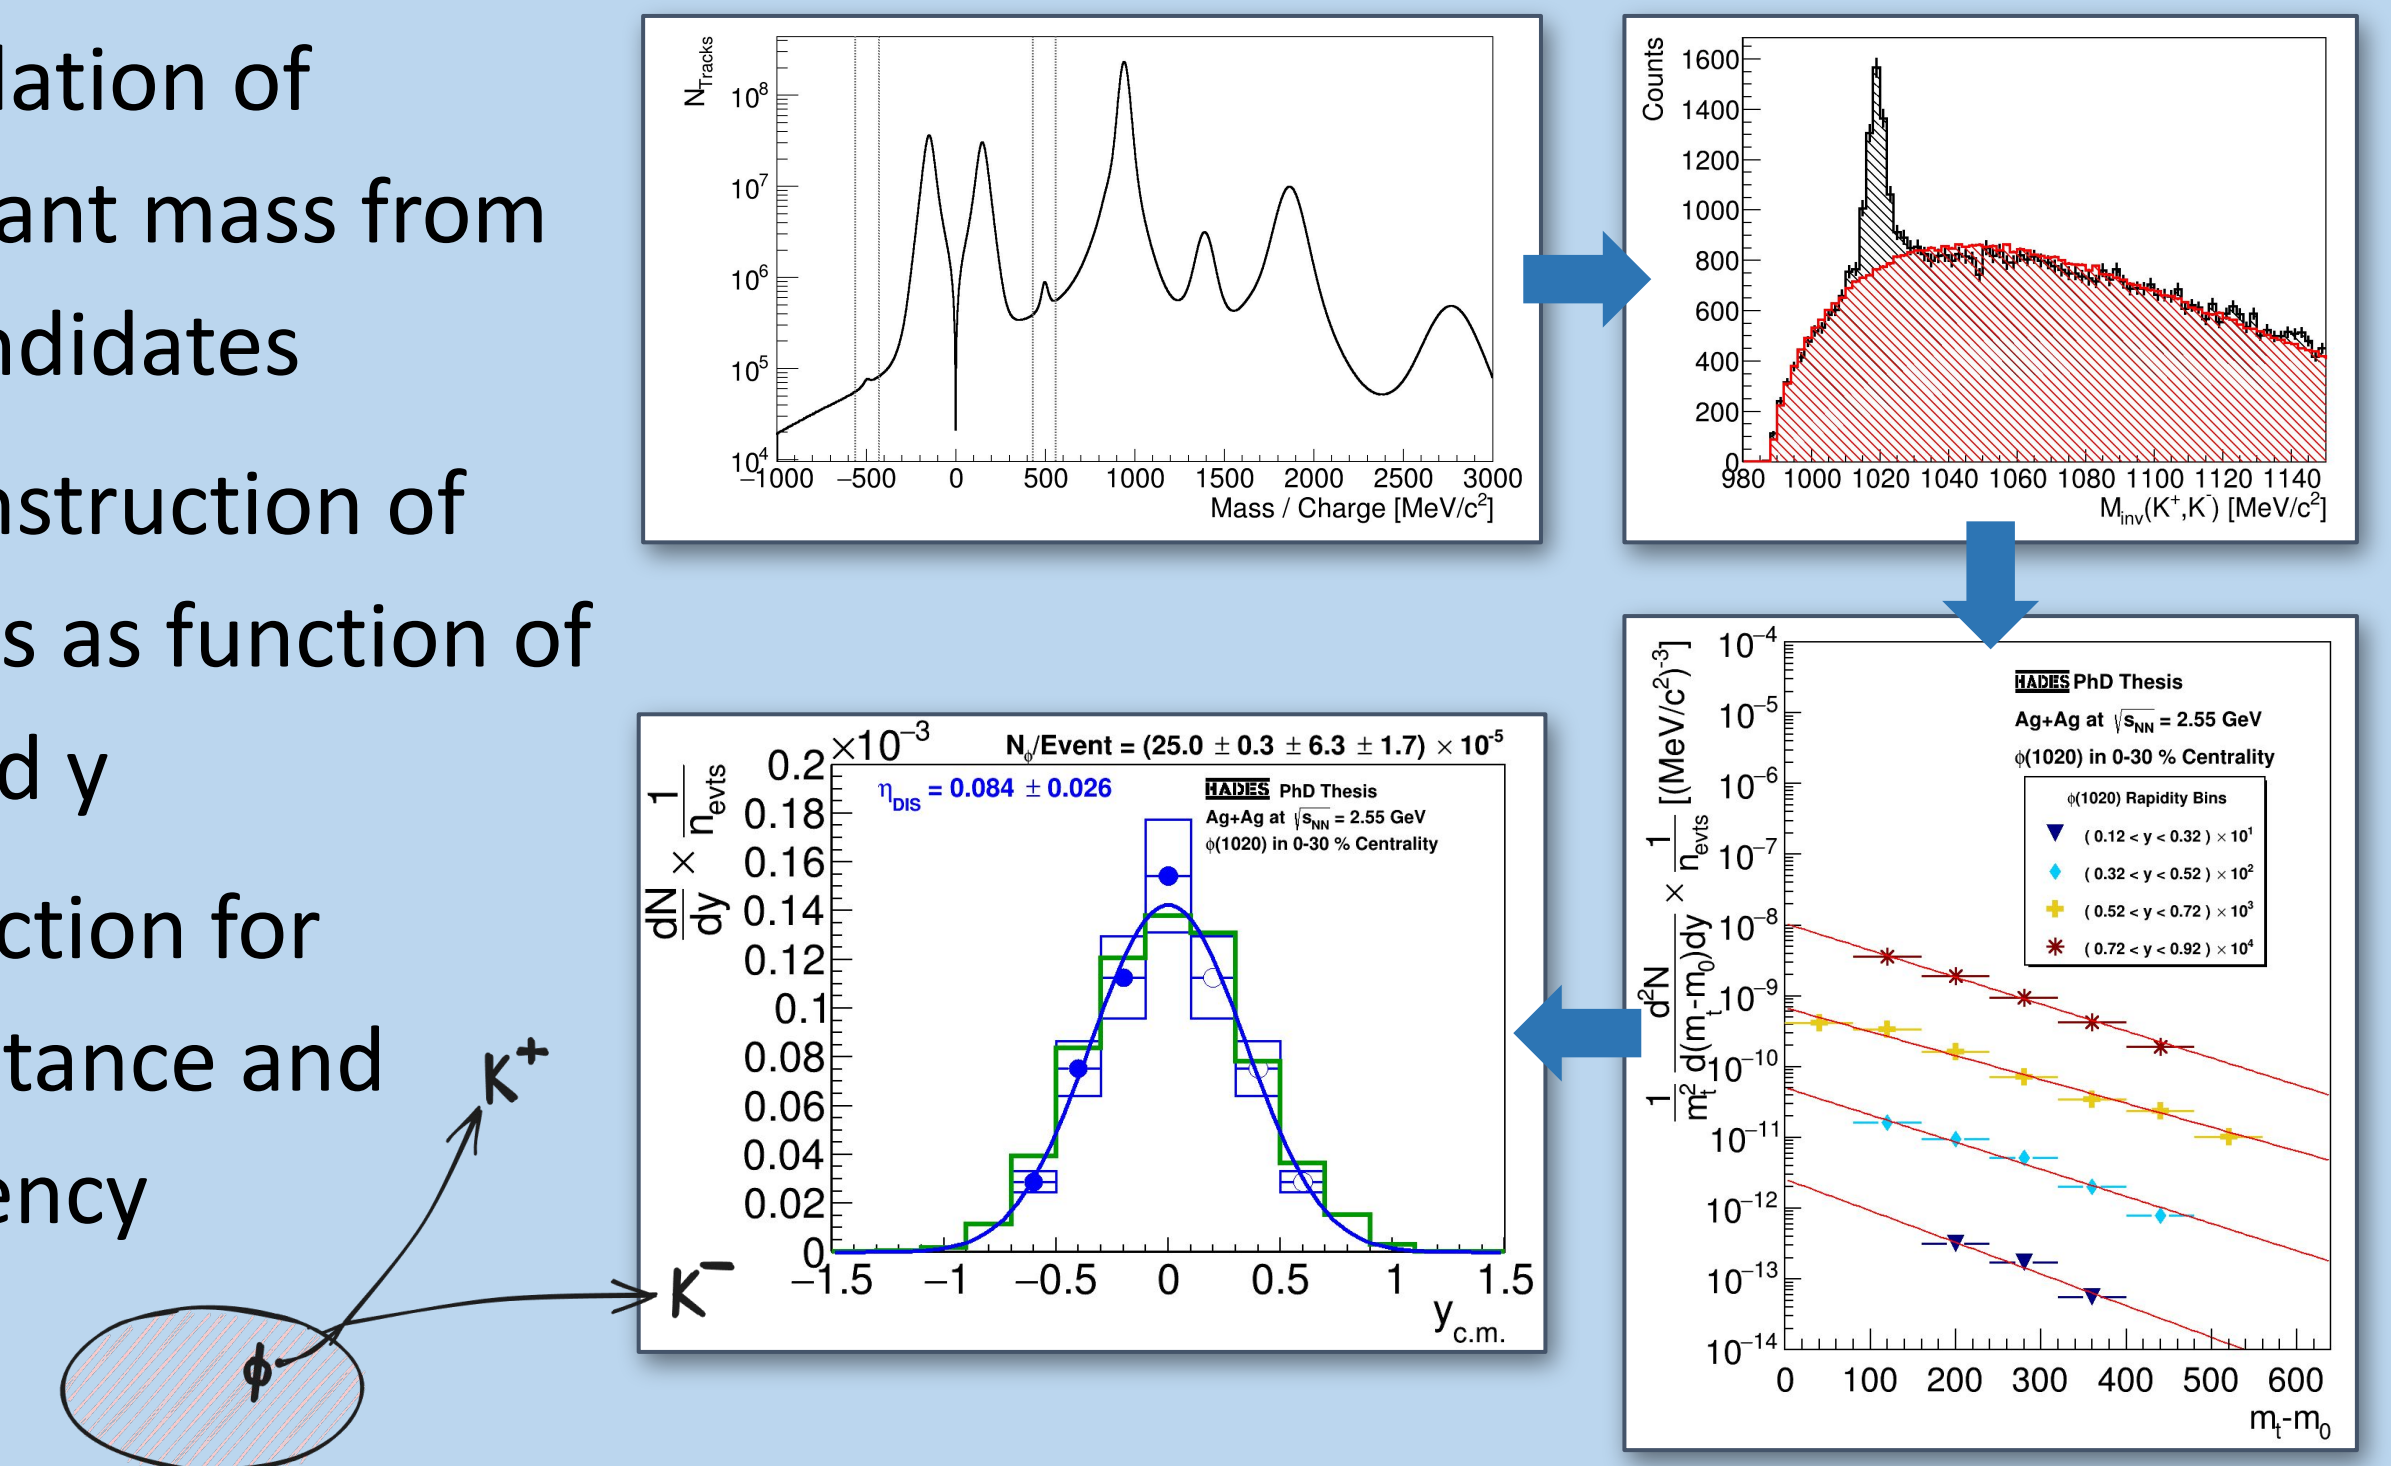 lation of
ant mass from
ndidates
nstruction of
s as function of
d y
ction for
tance and
ency
K⁺
K⁻
ϕ
N_Tracks
10⁸
10⁷
10⁶
10⁵
10⁴
−1000 −500 0 500 1000 1500 2000 2500 3000
Mass / Charge [MeV/c²]
Counts
1600
1400
1200
1000
800
600
400
200
0
980 1000 1020 1040 1060 1080 1100 1120 1140
M_inv(K⁺,K⁻) [MeV/c²]
×10⁻³
N_ϕ/Event = (25.0 ± 0.3 ± 6.3 ± 1.7) × 10⁻⁵
η_DIS = 0.084 ± 0.026
HADES PhD Thesis
Ag+Ag at √s_NN = 2.55 GeV
ϕ(1020) in 0-30 % Centrality
dN/dy × 1/n_evts
0.2
0.18
0.16
0.14
0.12
0.1
0.08
0.06
0.04
0.02
0
−1.5 −1 −0.5 0 0.5 1 1.5
y_c.m.
1/m_t² d²N/d(m_t-m_0)dy × 1/n_evts [(MeV/c²)⁻³]
10⁻⁴
10⁻⁵
10⁻⁶
10⁻⁷
10⁻⁸
10⁻⁹
10⁻¹⁰
10⁻¹¹
10⁻¹²
10⁻¹³
10⁻¹⁴
HADES PhD Thesis
Ag+Ag at √s_NN = 2.55 GeV
ϕ(1020) in 0-30 % Centrality
ϕ(1020) Rapidity Bins
( 0.12 < y < 0.32 ) × 10¹
( 0.32 < y < 0.52 ) × 10²
( 0.52 < y < 0.72 ) × 10³
( 0.72 < y < 0.92 ) × 10⁴
0 100 200 300 400 500 600
m_t-m_0